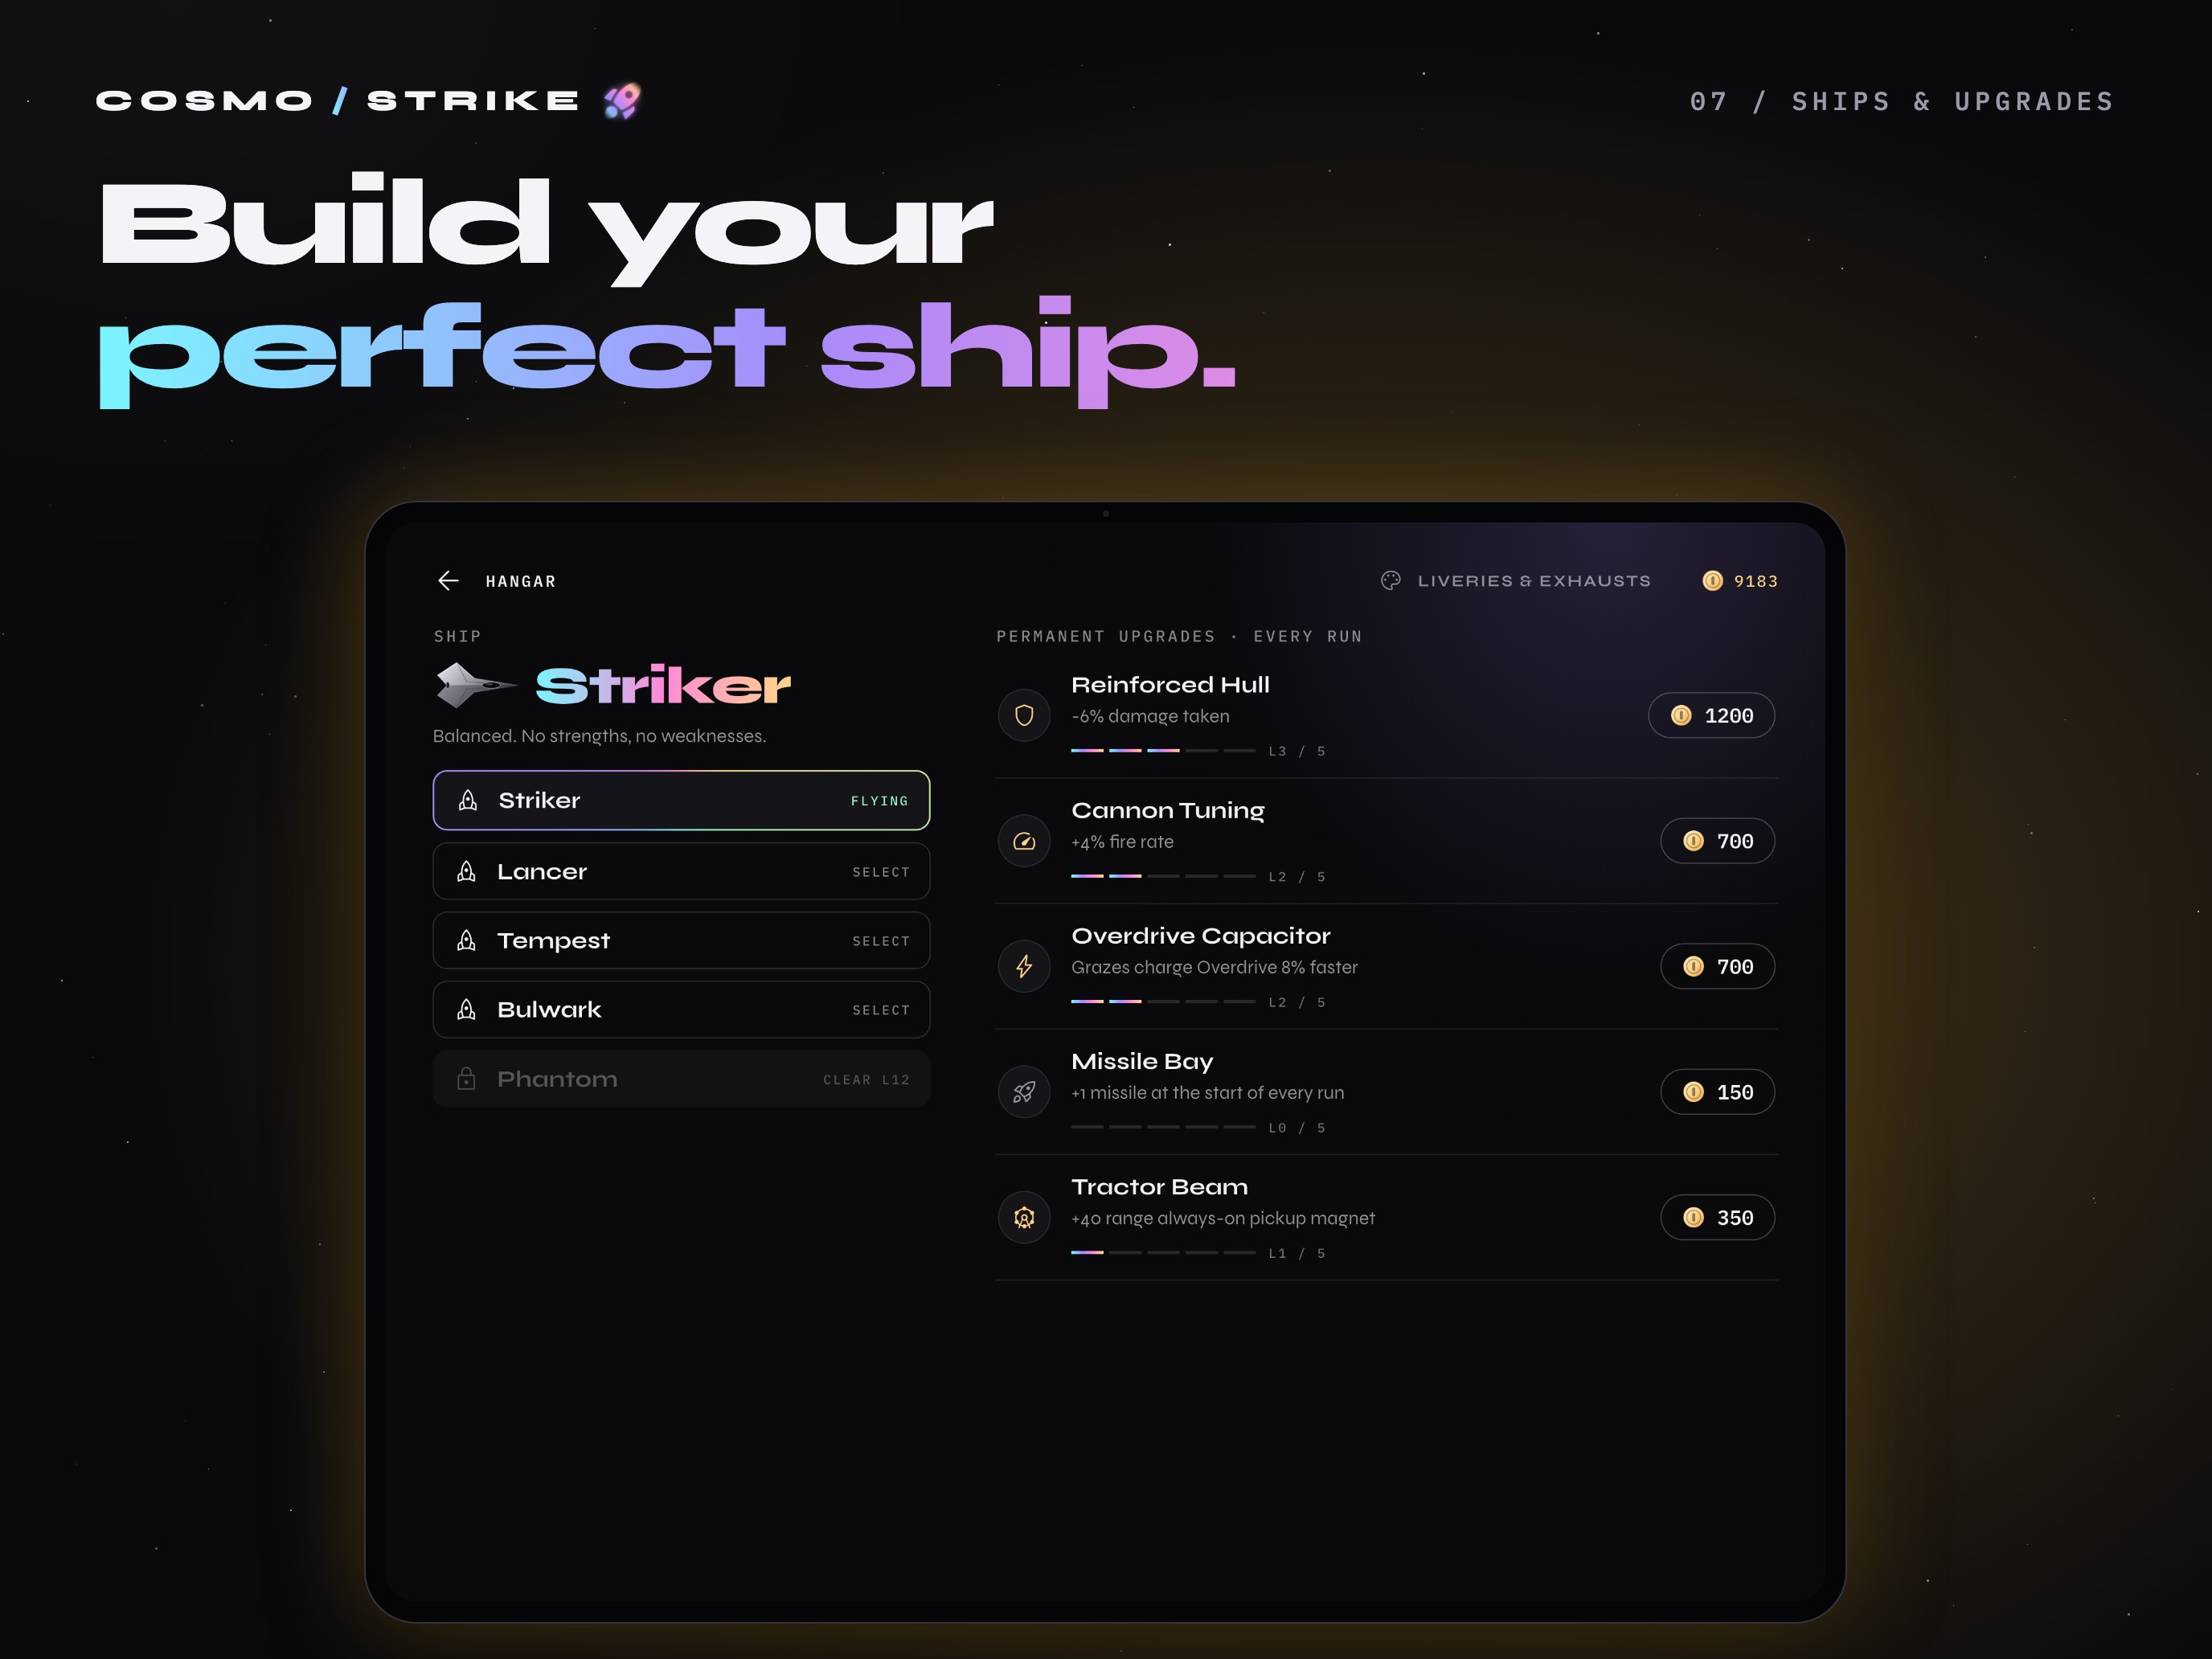 COSMO / STRIKE
07 / SHIPS & UPGRADES
Build your
perfect ship.
HANGAR
LIVERIES & EXHAUSTS
9183
SHIP
Striker
Balanced. No strengths, no weaknesses.
Striker
FLYING
Lancer
SELECT
Tempest
SELECT
Bulwark
SELECT
Phantom
CLEAR L12
PERMANENT UPGRADES · EVERY RUN
Reinforced Hull
-6% damage taken
L3 / 5
1200
Cannon Tuning
+4% fire rate
L2 / 5
700
Overdrive Capacitor
Grazes charge Overdrive 8% faster
L2 / 5
700
Missile Bay
+1 missile at the start of every run
L0 / 5
150
Tractor Beam
+40 range always-on pickup magnet
L1 / 5
350